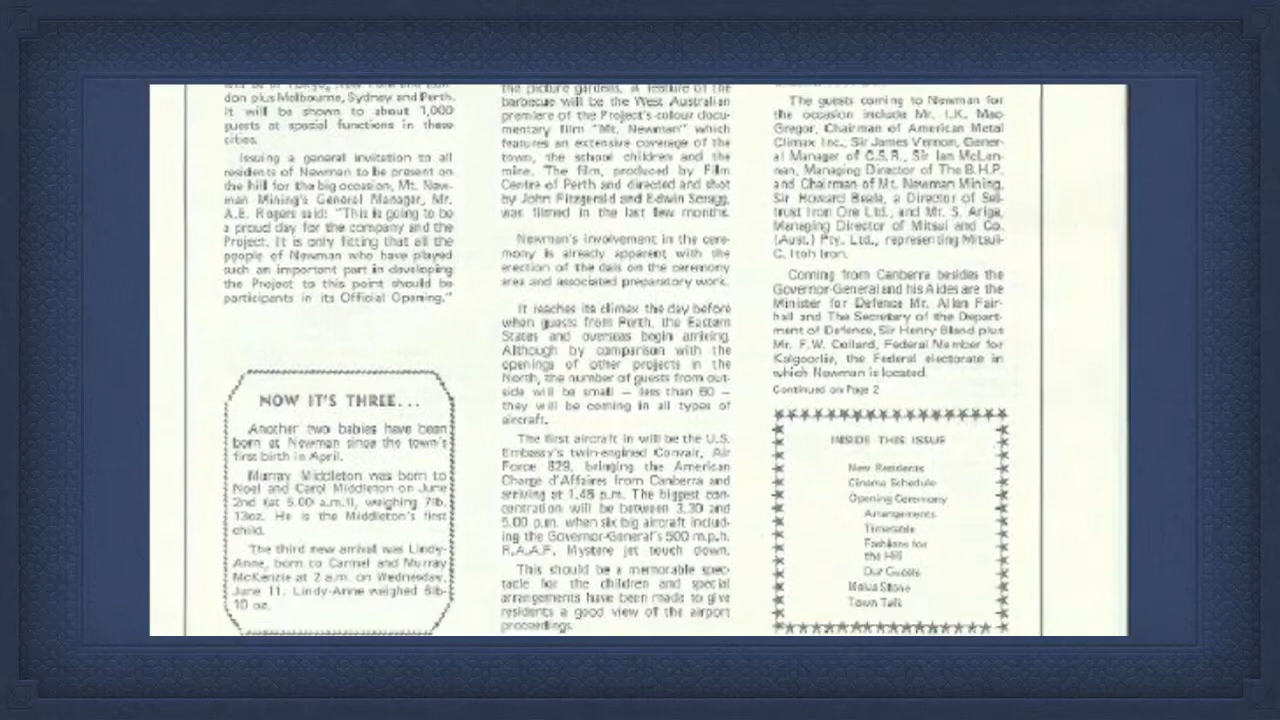 don plus Melbourne, Sydney and Perth.
It will be shown to about 1,000
guests at special functions in these
cities.
Issuing a general invitation to all
residents of Newman to be present on
the hill for the big occasion, Mt. New-
man Mining's General Manager, Mr.
A.E. Rogers said: "This is going to be
a proud day for the company and the
Project. It is only fitting that all the
people of Newman who have played
such an important part in developing
the Project to this point should be
participants in its Official Opening."
NOW IT'S THREE...
Another two babies have been
born at Newman since the town's
first birth in April.
Murray Middleton was born to
Noel and Carol Middleton on June
2nd (at 5.00 a.m.!), weighing 7lb.
13oz. He is the Middleton's first
child.
The third new arrival was Lindy-
Anne, born to Carmel and Murray
McKenzie at 2 a.m. on Wednesday,
June 11. Lindy-Anne weighed 6lb-
10 oz.
the picture gardens. A feature of the
barbecue will be the West Australian
premiere of the Project's colour docu-
mentary film "Mt. Newman" which
features an extensive coverage of the
town, the school children and the
mine. The film, produced by Film
Centre of Perth and directed and shot
by John Fitzgerald and Edwin Scragg,
was filmed in the last few months.
Newman's involvement in the cere-
mony is already apparent with the
erection of the dais on the ceremony
area and associated preparatory work.
It reaches its climax the day before
when guests from Perth, the Eastern
States and overseas begin arriving.
Although by comparison with the
openings of other projects in the
North, the number of guests from out-
side will be small — less than 60 —
they will be coming in all types of
aircraft.
The first aircraft in will be the U.S.
Embassy's twin-engined Convair, Air
Force 829, bringing the American
Charge d'Affaires from Canberra and
arriving at 1.45 p.m. The biggest con-
centration will be between 3.30 and
5.00 p.m. when six big aircraft includ-
ing the Governor-General's 500 m.p.h.
R.A.A.F. Mystere jet touch down.
This should be a memorable spec-
tacle for the children and special
arrangements have been made to give
residents a good view of the airport
proceedings.
The guests coming to Newman for
the occasion include Mr. I.K. Mac-
Gregor, Chairman of American Metal
Climax Inc., Sir James Vernon, Gener-
al Manager of C.S.R., Sir Ian McLen-
nan, Managing Director of The B.H.P.
and Chairman of Mt. Newman Mining,
Sir Howard Beale, a Director of Sel-
trust Iron Ore Ltd., and Mr. S. Ariga,
Managing Director of Mitsui and Co.
(Aust.) Pty. Ltd., representing Mitsui-
C. Itoh Iron.
Coming from Canberra besides the
Governor-General and his Aides are the
Minister for Defence Mr. Allen Fair-
hall and The Secretary of the Depart-
ment of Defence, Sir Henry Bland plus
Mr. F.W. Collard, Federal Member for
Kalgoorlie, the Federal electorate in
which Newman is located.
Continued on Page 2
INSIDE THIS ISSUE
New Residents
Cinema Schedule
Opening Ceremony
Arrangements
Timetable
Fashions for
the Hill
Our Guests
Stone
Town Talk